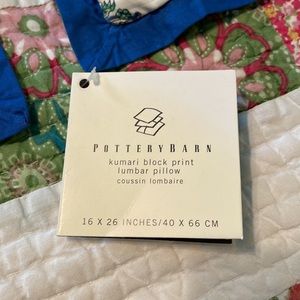 POTTERYBARN
kumari block print
lumbar pillow
coussin lombaire
16 X 26 INCHES/40 X 66 CM